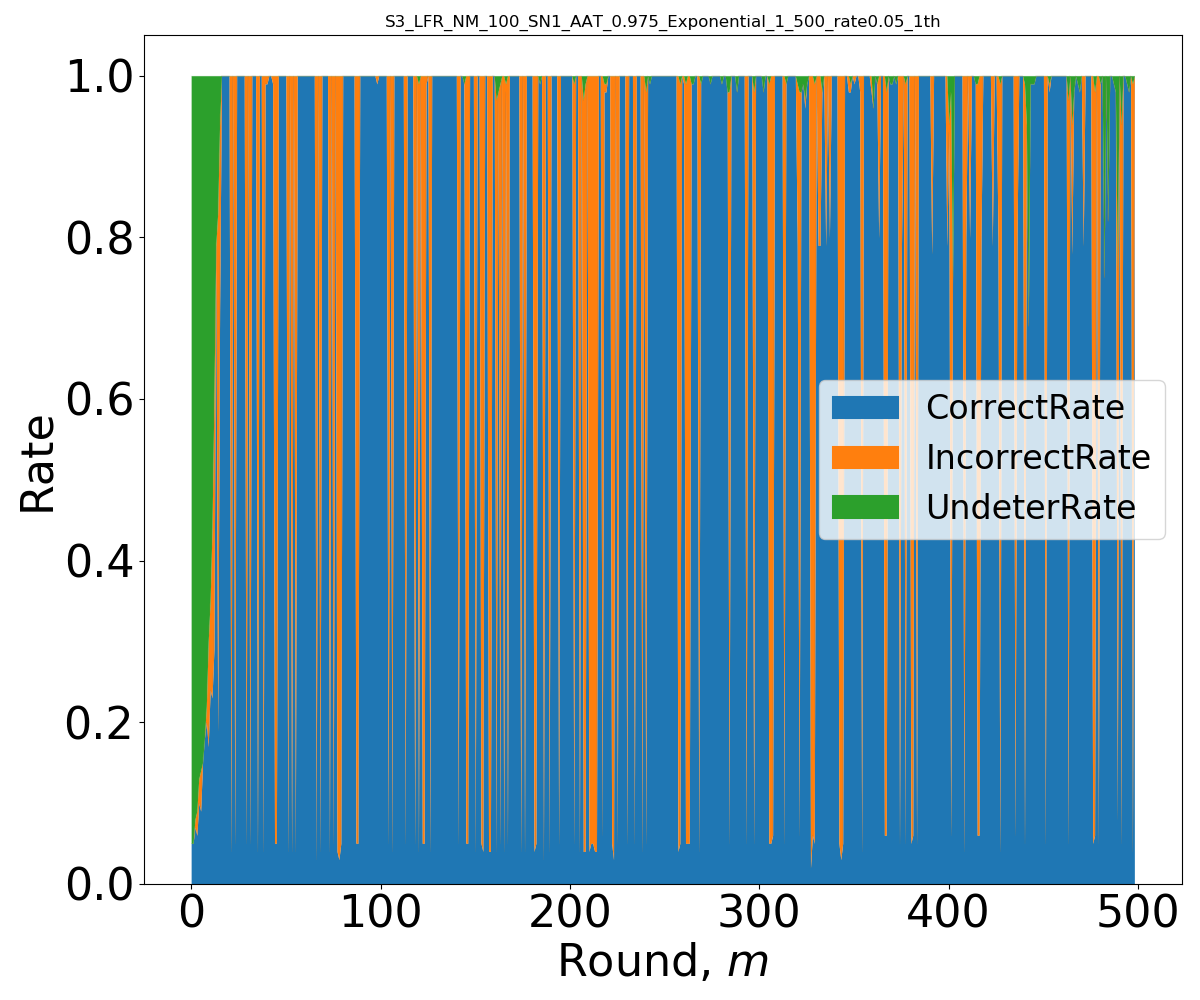 S3_LFR_NM_100_SN1_AAT_0.975_Exponential_1_500_rate0.05_1th
1.0
0.8
0.6
0.4
0.2
0.0
Rate
CorrectRate
IncorrectRate
UndeterRate
0 100 200 300 400 500
Round, m